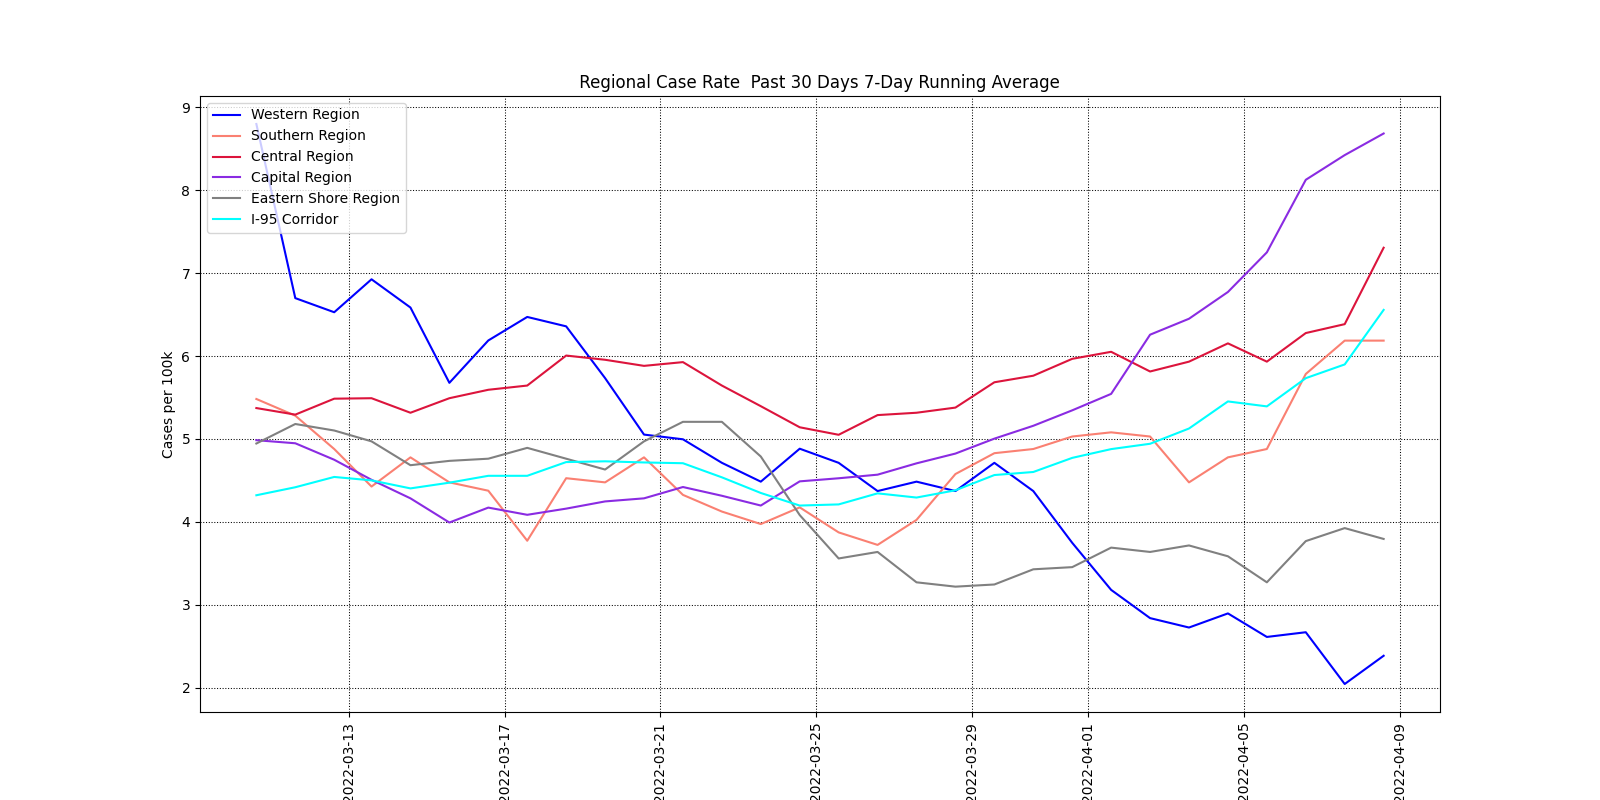 Regional Case Rate  Past 30 Days 7-Day Running Average
Western Region
Southern Region
Central Region
Capital Region
Eastern Shore Region
I-95 Corridor
Cases per 100k
9
8
7
6
5
4
3
2
2022-03-13
2022-03-17
2022-03-21
2022-03-25
2022-03-29
2022-04-01
2022-04-05
2022-04-09